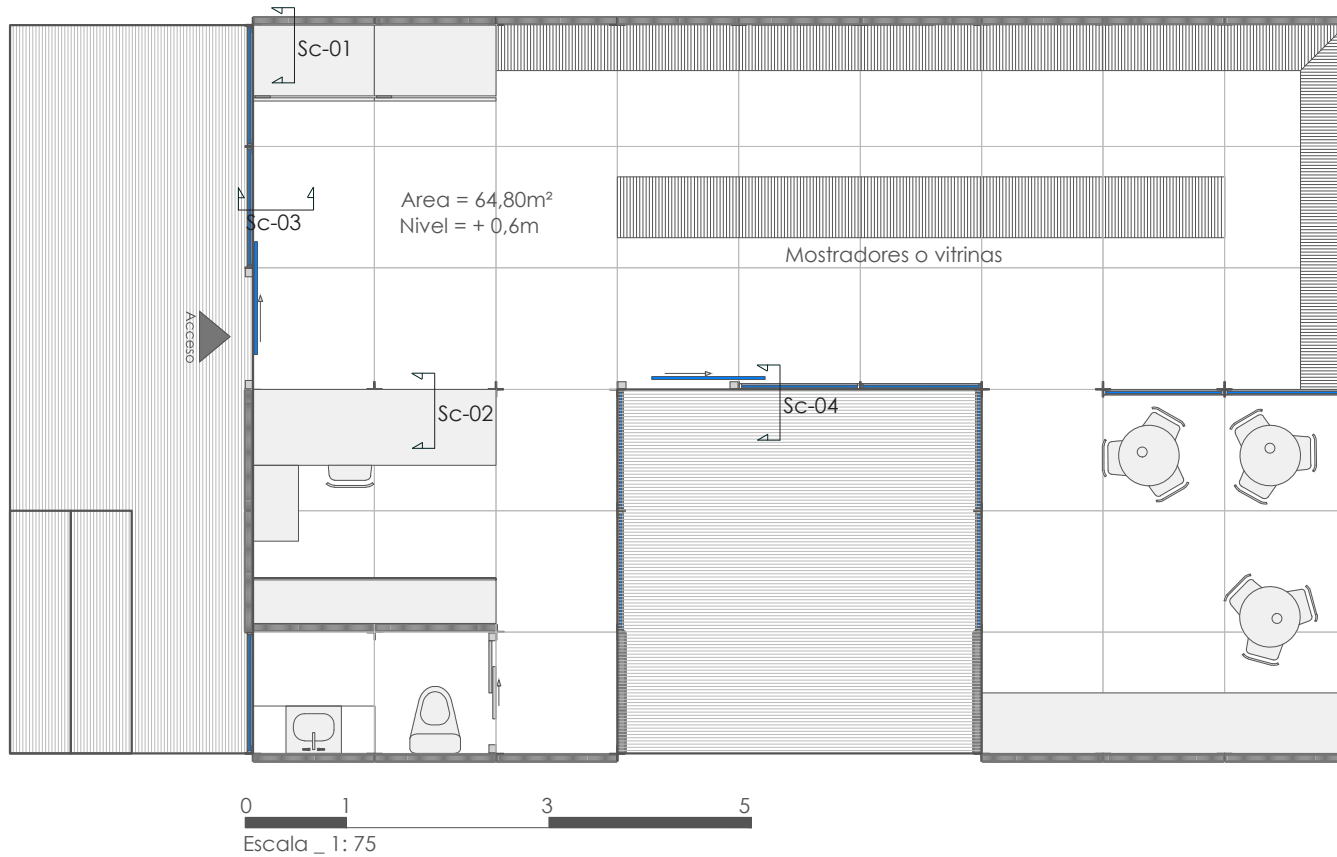 Sc-01
Area = 64,80m²
Nivel = + 0,6m
Sc-03
Mostradores o vitrinas
Acceso
Sc-02
Sc-04
0 1 3 5
Escala _ 1: 75